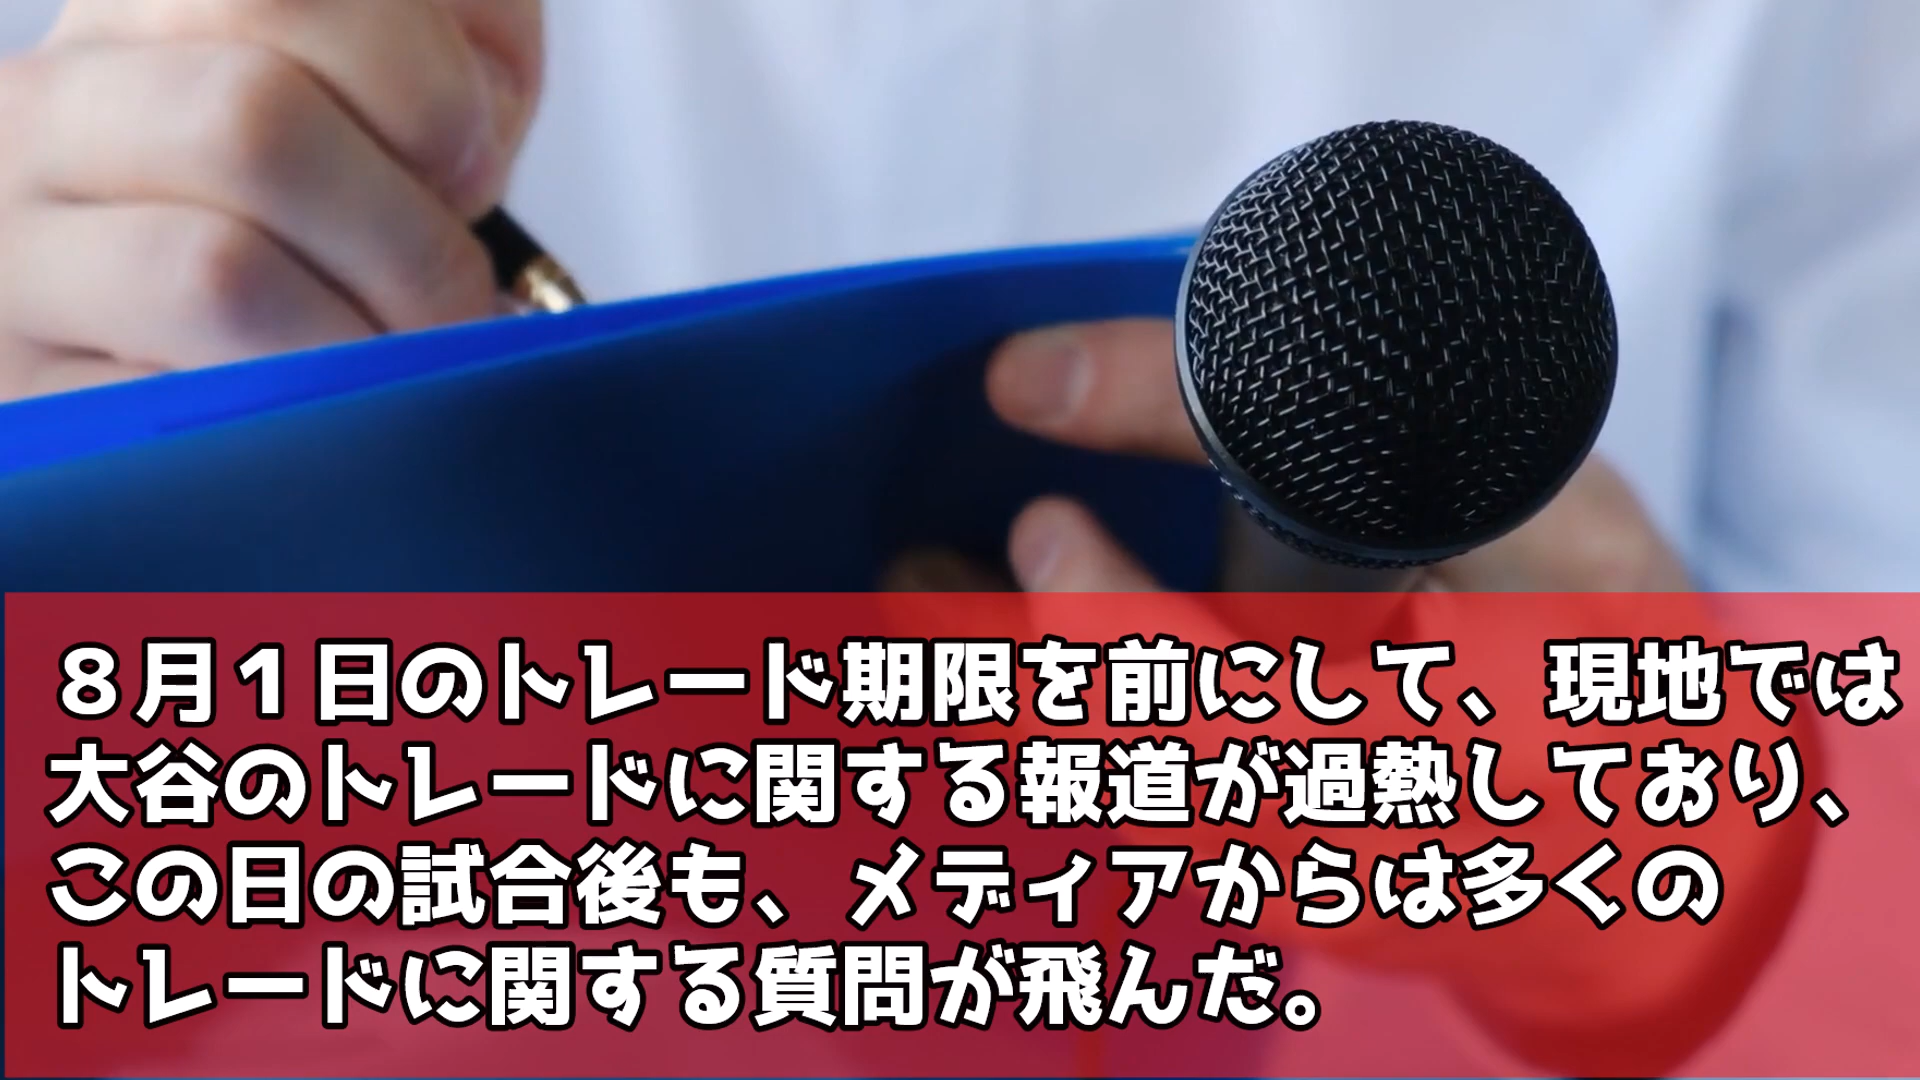 ８月１日のトレード期限を前にして、現地では
大谷のトレードに関する報道が過熱しており、
この日の試合後も、メディアからは多くの
トレードに関する質問が飛んだ。